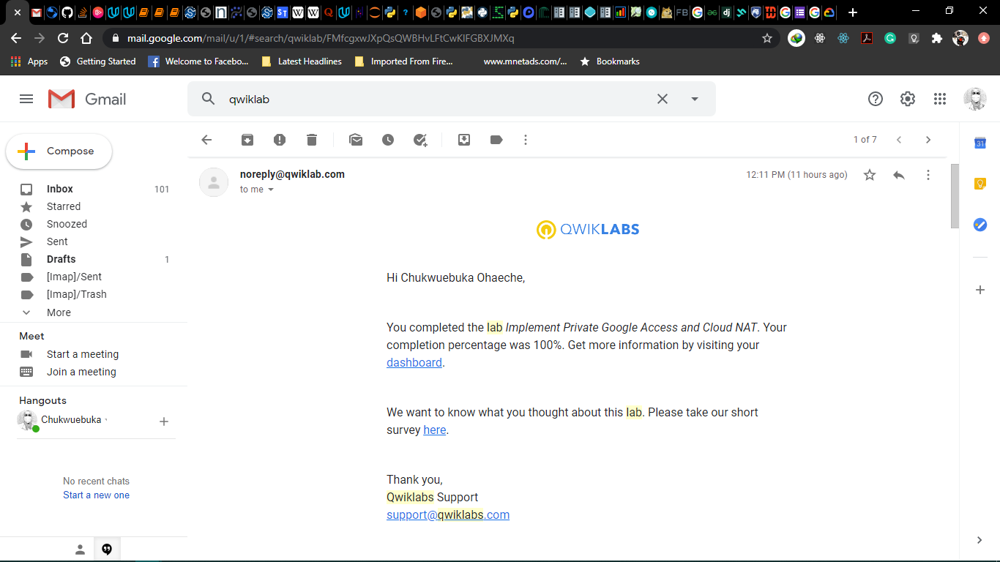 mail.google.com/mail/u/1/#search/qwiklab/FMfcgxwJXpQsQWBHvLFtCwKlFGBXJMXq
Apps Getting Started Welcome to Facebo... Latest Headlines Imported From Fire... www.mnetads.com/... Bookmarks
Gmail
qwiklab
Compose
1 of 7
Inbox 101
Starred
Snoozed
Sent
Drafts 1
[Imap]/Sent
[Imap]/Trash
More
Meet
Start a meeting
Join a meeting
Hangouts
Chukwuebuka
No recent chats
Start a new one
noreply@qwiklab.com
12:11 PM (11 hours ago)
to me
QWIKLABS
Hi Chukwuebuka Ohaeche,
You completed the lab Implement Private Google Access and Cloud NAT. Your
completion percentage was 100%. Get more information by visiting your
dashboard.
We want to know what you thought about this lab. Please take our short
survey here.
Thank you,
Qwiklabs Support
support@qwiklabs.com
31